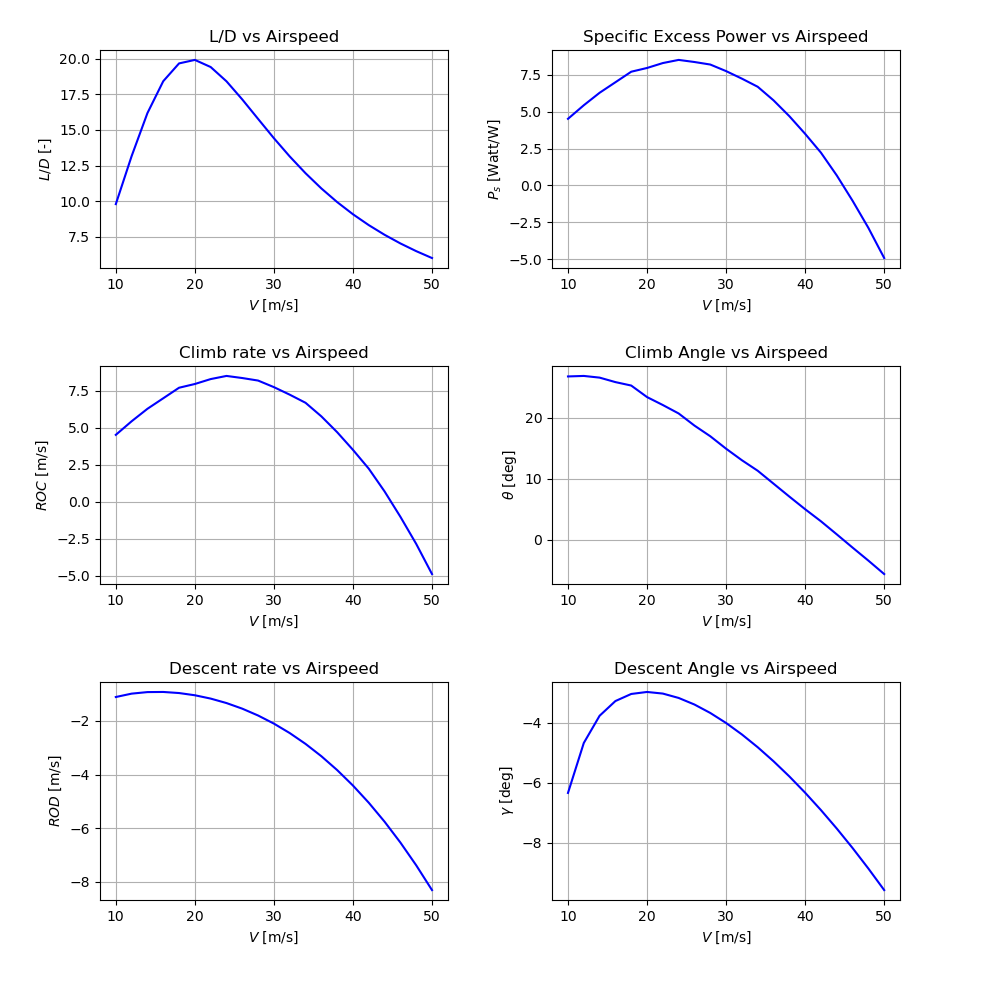 L/D vs Airspeed
20.0
17.5
15.0
12.5
10.0
7.5
L/D [-]
10 20 30 40 50
V [m/s]
Specific Excess Power vs Airspeed
7.5
5.0
2.5
0.0
−2.5
−5.0
Ps [Watt/W]
10 20 30 40 50
V [m/s]
Climb rate vs Airspeed
7.5
5.0
2.5
0.0
−2.5
−5.0
ROC [m/s]
10 20 30 40 50
V [m/s]
Climb Angle vs Airspeed
20
10
0
θ [deg]
10 20 30 40 50
V [m/s]
Descent rate vs Airspeed
−2
−4
−6
−8
ROD [m/s]
10 20 30 40 50
V [m/s]
Descent Angle vs Airspeed
−4
−6
−8
γ [deg]
10 20 30 40 50
V [m/s]